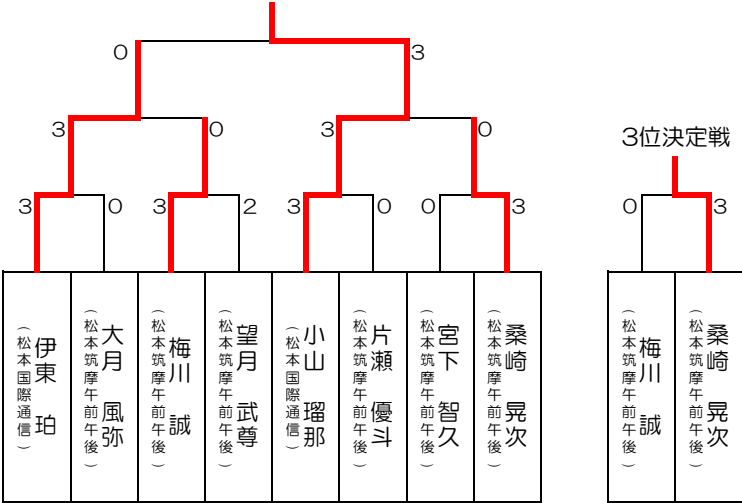 0
3
3
0
3
0
3位決定戦
3
0
3
2
3
0
0
3
0
3
伊東 珀
(松本国際通信)
大月 風弥
(松本筑摩午前午後)
梅川 誠
(松本筑摩午前午後)
望月 武尊
(松本筑摩午前午後)
小山 瑠那
(松本国際通信)
片瀬 優斗
(松本筑摩午前午後)
宮下 智久
(松本筑摩午前午後)
桑崎 晃次
(松本筑摩午前午後)
梅川 誠
(松本筑摩午前午後)
桑崎 晃次
(松本筑摩午前午後)